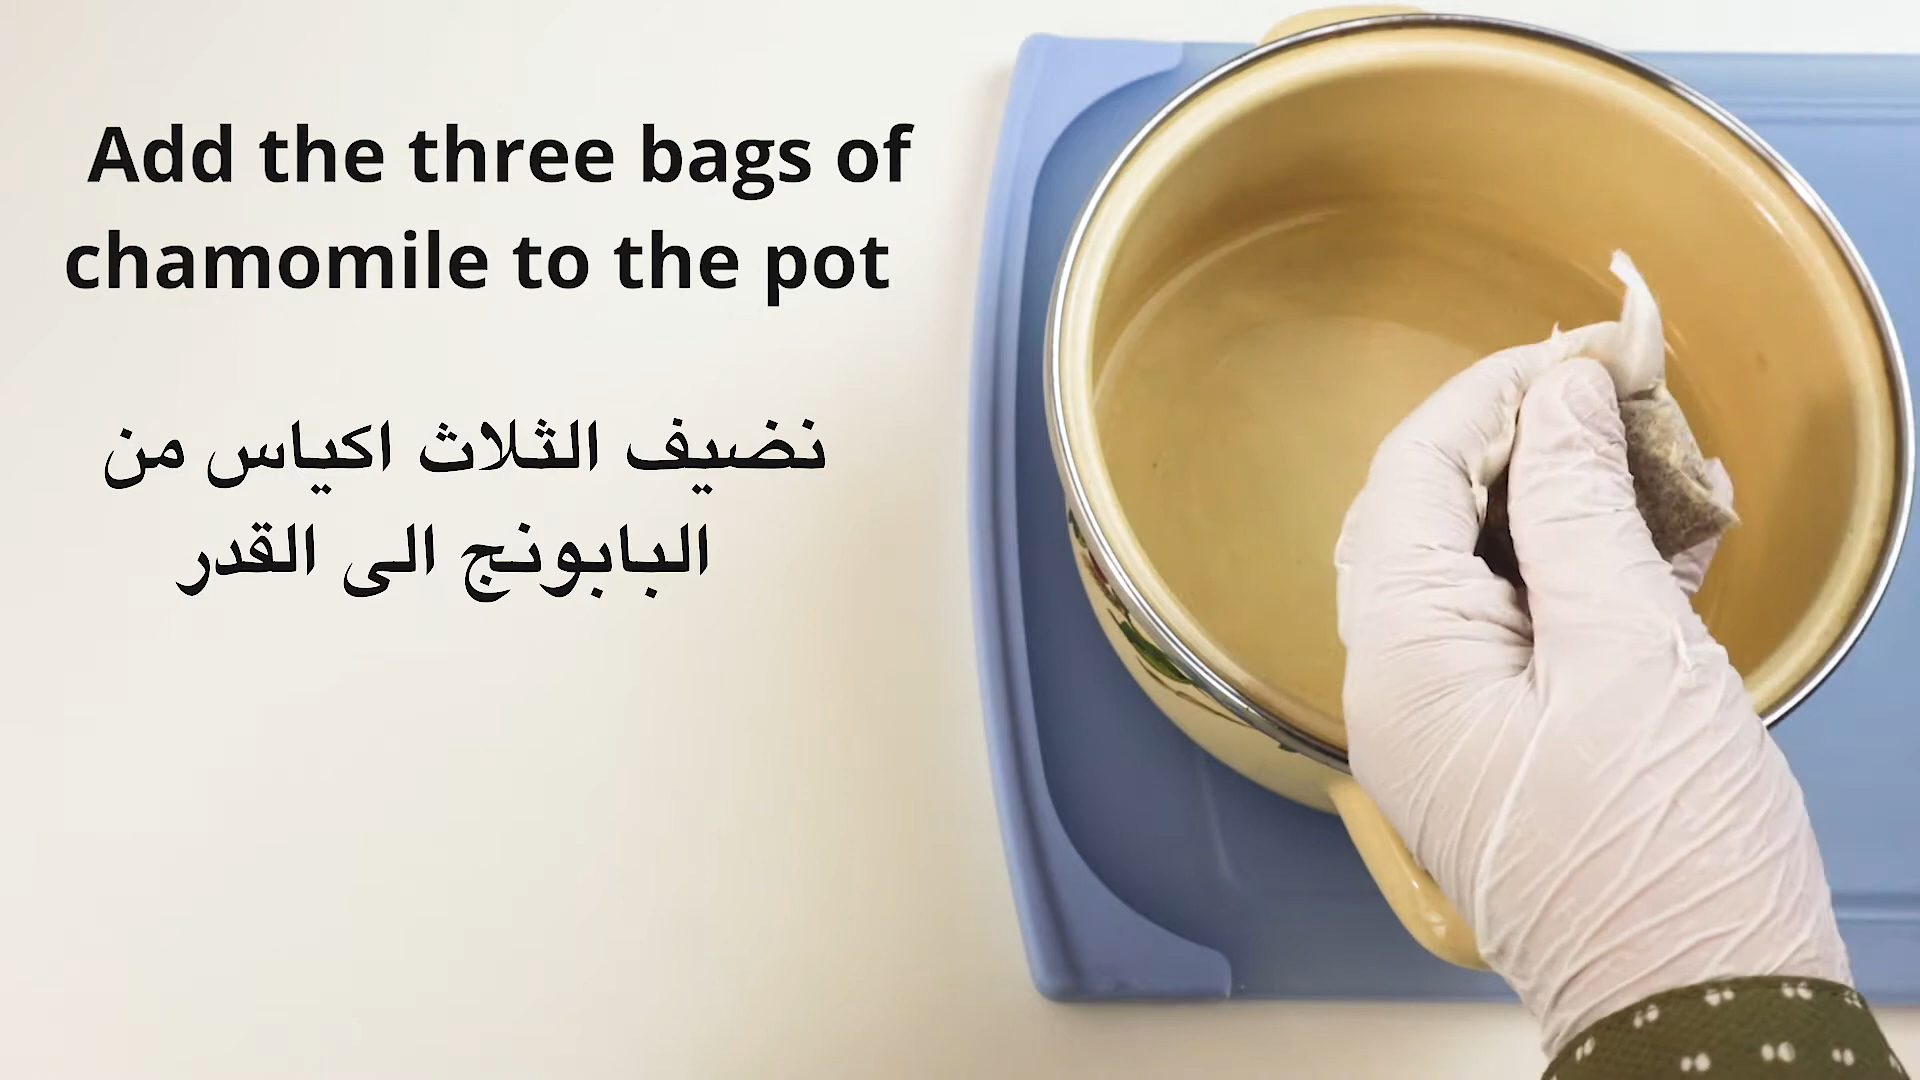 Add the three bags of
chamomile to the pot
نضيف الثلاث اكياس من
البابونج الى القدر